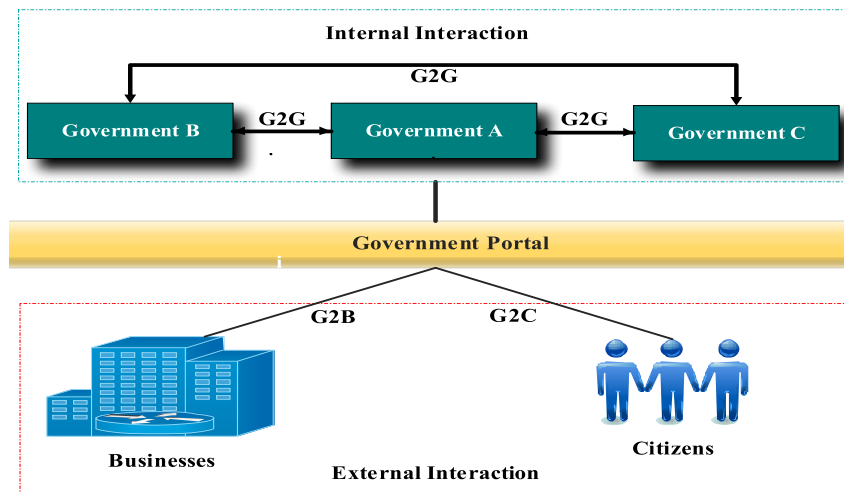 Internal Interaction
G2G
Government B
G2G
Government A
G2G
Government C
Government Portal
G2B
G2C
Businesses
Citizens
External Interaction